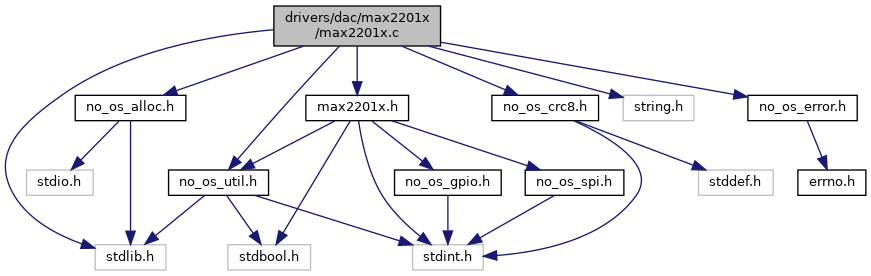 drivers/dac/max2201x
/max2201x.c
no_os_alloc.h
max2201x.h
no_os_crc8.h
string.h
no_os_error.h
stdio.h
no_os_util.h
no_os_gpio.h
no_os_spi.h
stddef.h
errno.h
stdlib.h
stdbool.h
stdint.h